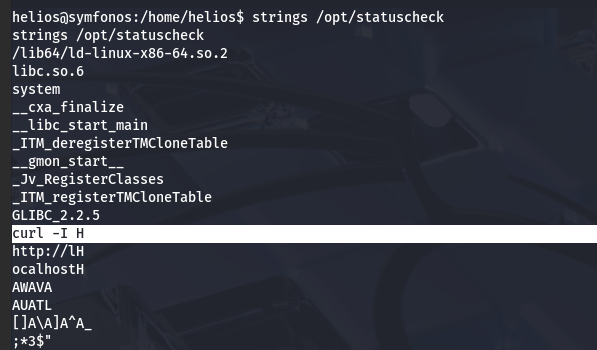 helios@symfonos:/home/helios$ strings /opt/statuscheck
strings /opt/statuscheck
/lib64/ld-linux-x86-64.so.2
libc.so.6
system
__cxa_finalize
__libc_start_main
_ITM_deregisterTMCloneTable
__gmon_start__
_Jv_RegisterClasses
_ITM_registerTMCloneTable
GLIBC_2.2.5
curl -I H
http://lH
ocalhostH
AWAVA
AUATL
[]A\A]A^A_
;*3$"